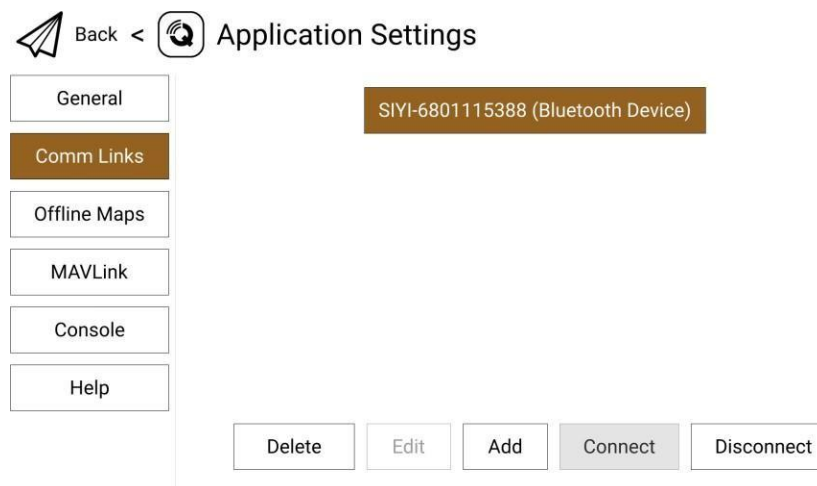 Back < Application Settings
General
SIYI-6801115388 (Bluetooth Device)
Comm Links
Offline Maps
MAVLink
Console
Help
Delete Edit Add Connect Disconnect